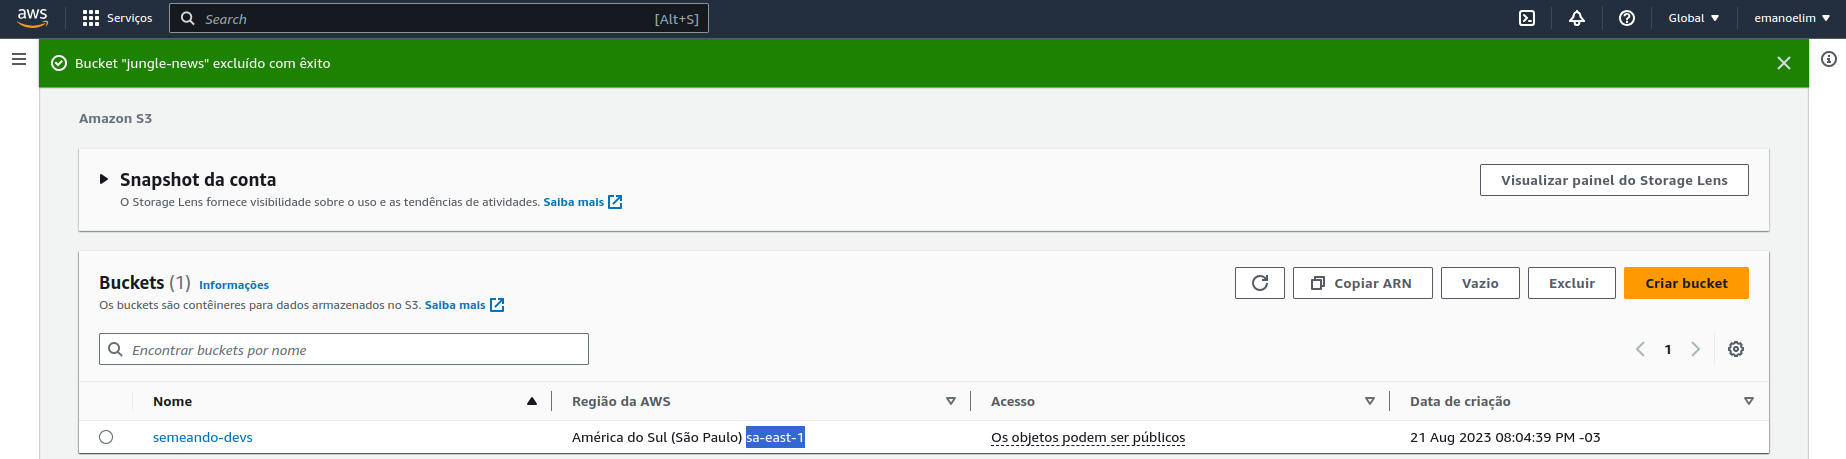 aws Serviços Search [Alt+S] Global emanoelim
Bucket "jungle-news" excluído com êxito
Amazon S3
Snapshot da conta
Visualizar painel do Storage Lens
O Storage Lens fornece visibilidade sobre o uso e as tendências de atividades. Saiba mais
Buckets (1) Informações
Copiar ARN Vazio Excluir Criar bucket
Os buckets são contêineres para dados armazenados no S3. Saiba mais
Encontrar buckets por nome
1
Nome Região da AWS Acesso Data de criação
semeando-devs América do Sul (São Paulo) sa-east-1 Os objetos podem ser públicos 21 Aug 2023 08:04:39 PM -03